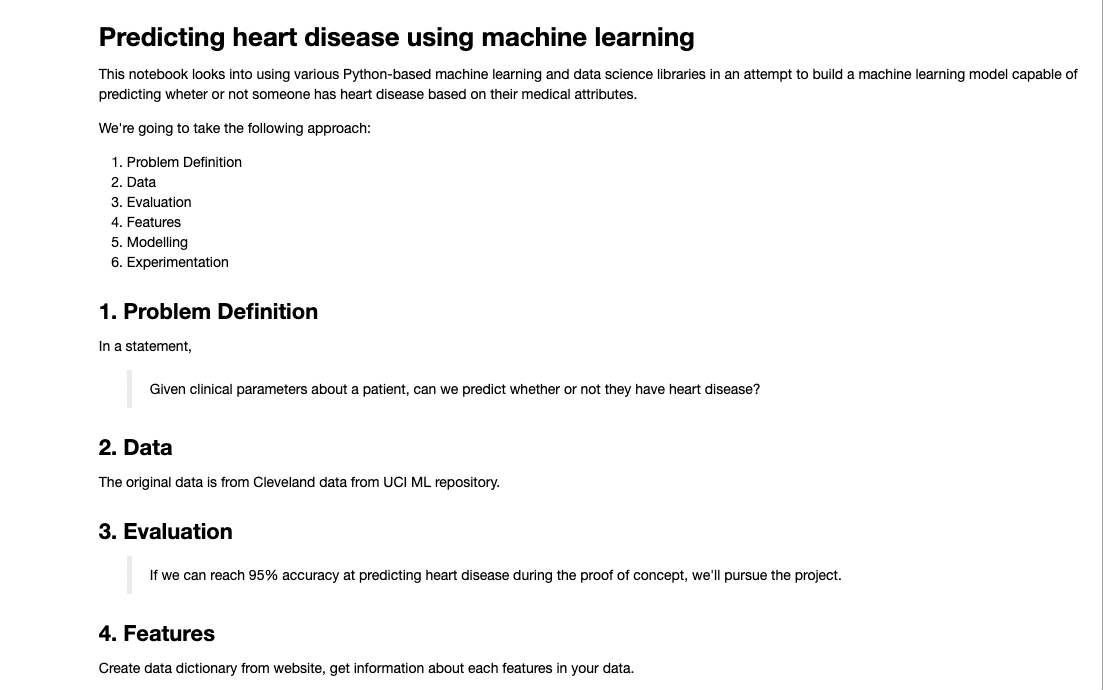 Predicting heart disease using machine learning
This notebook looks into using various Python-based machine learning and data science libraries in an attempt to build a machine learning model capable of
predicting wheter or not someone has heart disease based on their medical attributes.
We're going to take the following approach:
1. Problem Definition
2. Data
3. Evaluation
4. Features
5. Modelling
6. Experimentation
1. Problem Definition
In a statement,
Given clinical parameters about a patient, can we predict whether or not they have heart disease?
2. Data
The original data is from Cleveland data from UCI ML repository.
3. Evaluation
If we can reach 95% accuracy at predicting heart disease during the proof of concept, we'll pursue the project.
4. Features
Create data dictionary from website, get information about each features in your data.